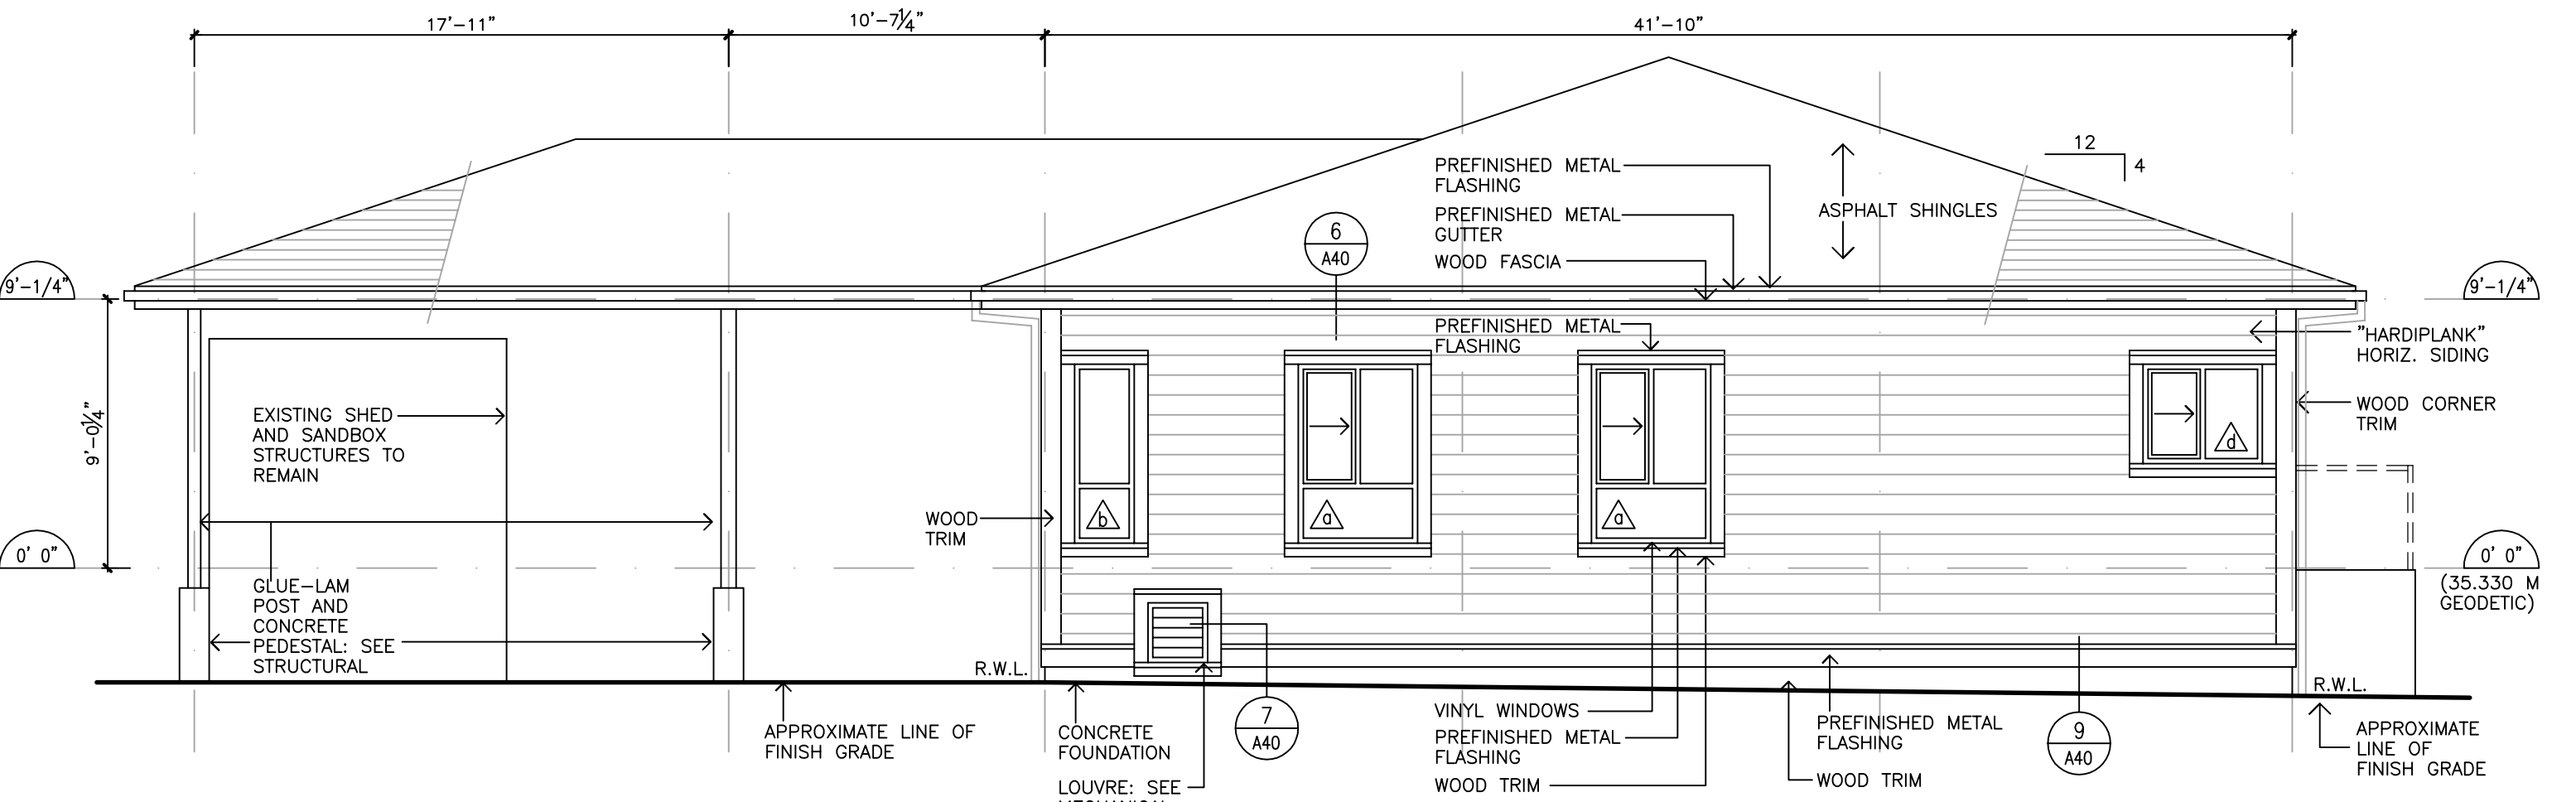 17'-11"
10'-7 1/4"
41'-10"
12
4
PREFINISHED METAL
FLASHING
PREFINISHED METAL
GUTTER
WOOD FASCIA
ASPHALT SHINGLES
6
A40
9'-1/4"
9'-1/4"
PREFINISHED METAL
FLASHING
"HARDIPLANK"
HORIZ. SIDING
WOOD CORNER
TRIM
9'-0 1/4"
EXISTING SHED
AND SANDBOX
STRUCTURES TO
REMAIN
d
b
a
a
WOOD
TRIM
0' 0"
0' 0"
(35.330 M
GEODETIC)
GLUE-LAM
POST AND
CONCRETE
PEDESTAL: SEE
STRUCTURAL
R.W.L.
R.W.L.
APPROXIMATE LINE OF
FINISH GRADE
CONCRETE
FOUNDATION
LOUVRE: SEE
7
A40
VINYL WINDOWS
PREFINISHED METAL
FLASHING
WOOD TRIM
PREFINISHED METAL
FLASHING
WOOD TRIM
9
A40
APPROXIMATE
LINE OF
FINISH GRADE